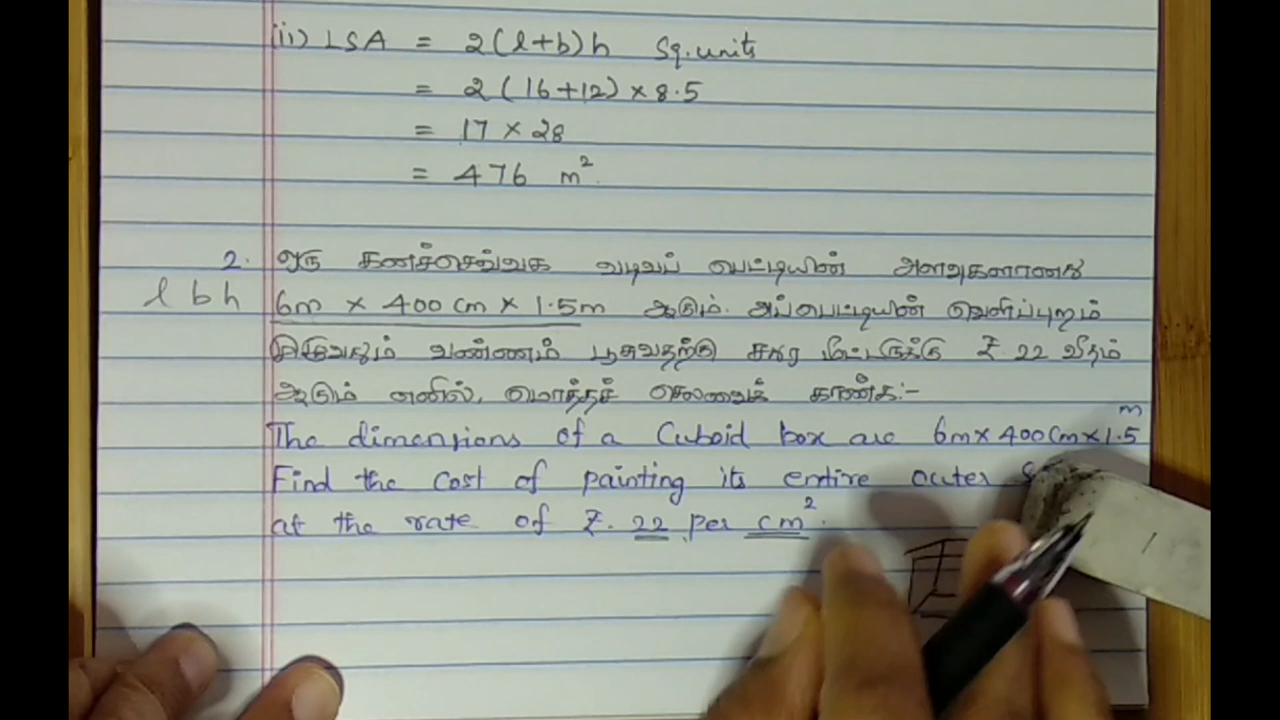 (ii) LSA = 2(l+b)h Sq.units
= 2(16+12)×8.5
= 17 × 28
= 476 m².
2. ஒரு கனச்செவ்வக வடிவப் பெட்டியின் அளவுகளானது
l b h 6m × 400 cm × 1.5m ஆகும். அப்பெட்டியின் வெளிப்புறம்
முழுவதும் வண்ணம் பூசுவதற்கு சதுர மீட்டருக்கு ₹ 22 வீதம்
ஆகும் எனில், மொத்தச் செலவைக் காண்க:-
The dimensions of a Cuboid box are 6m×400cm×1.5 m
Find the cost of painting its entire outer
at the rate of ₹. 22 per cm².